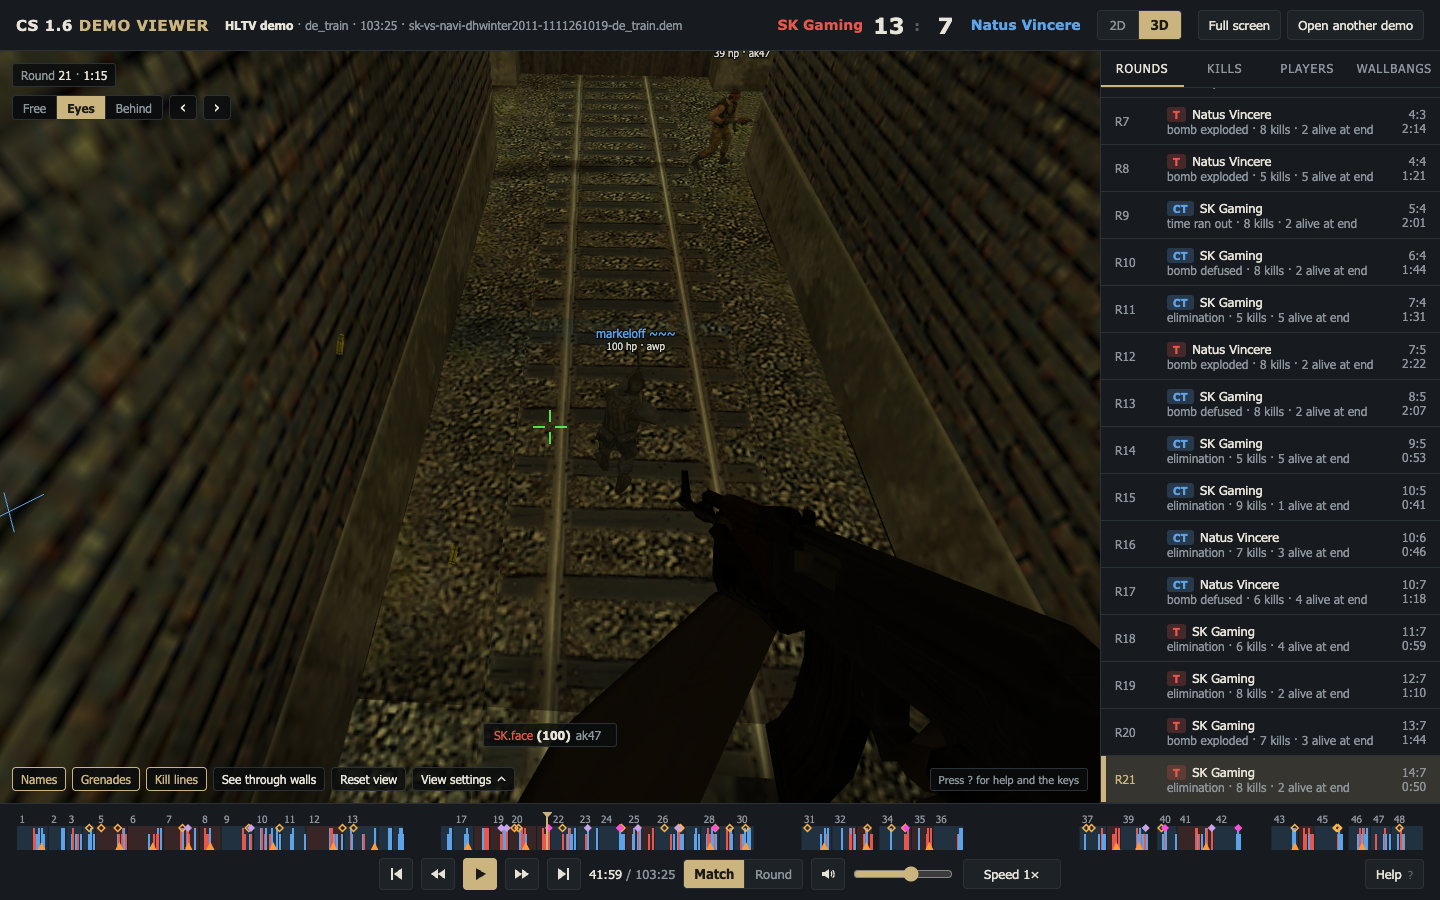 CS 1.6 DEMO VIEWER
HLTV demo · de_train · 103:25 · sk-vs-navi-dhwinter2011-1111261019-de_train.dem
SK Gaming 13 : 7 Natus Vincere
2D 3D
Full screen
Open another demo
Round 21 · 1:15
Free Eyes Behind < >
39 hp · ak47
markeloff ~~~
100 hp · awp
SK.face (100) ak47
Names Grenades Kill lines See through walls Reset view View settings
Press ? for help and the keys
ROUNDS KILLS PLAYERS WALLBANGS
R7 T Natus Vincere 4:3
bomb exploded · 8 kills · 2 alive at end 2:14
R8 T Natus Vincere 4:4
bomb exploded · 5 kills · 5 alive at end 1:21
R9 CT SK Gaming 5:4
time ran out · 8 kills · 2 alive at end 2:01
R10 CT SK Gaming 6:4
bomb defused · 8 kills · 2 alive at end 1:44
R11 CT SK Gaming 7:4
elimination · 5 kills · 5 alive at end 1:31
R12 T Natus Vincere 7:5
bomb exploded · 8 kills · 2 alive at end 2:22
R13 CT SK Gaming 8:5
bomb defused · 8 kills · 2 alive at end 2:07
R14 CT SK Gaming 9:5
elimination · 5 kills · 5 alive at end 0:53
R15 CT SK Gaming 10:5
elimination · 9 kills · 1 alive at end 0:41
R16 CT Natus Vincere 10:6
elimination · 7 kills · 3 alive at end 0:46
R17 CT Natus Vincere 10:7
bomb defused · 6 kills · 4 alive at end 1:18
R18 T SK Gaming 11:7
elimination · 6 kills · 4 alive at end 0:59
R19 T SK Gaming 12:7
elimination · 8 kills · 2 alive at end 1:10
R20 T SK Gaming 13:7
bomb exploded · 7 kills · 3 alive at end 1:44
R21 T SK Gaming 14:7
elimination · 8 kills · 2 alive at end 0:50
1 2 3 4 5 6 7 8 9 10 11 12 13 17 19 20 22 23 24 26 28 30 31 32 34 35 36 37 39 40 41 42 43 45 46 47 48
41:59 / 103:25
Match Round
Speed 1×
Help ?